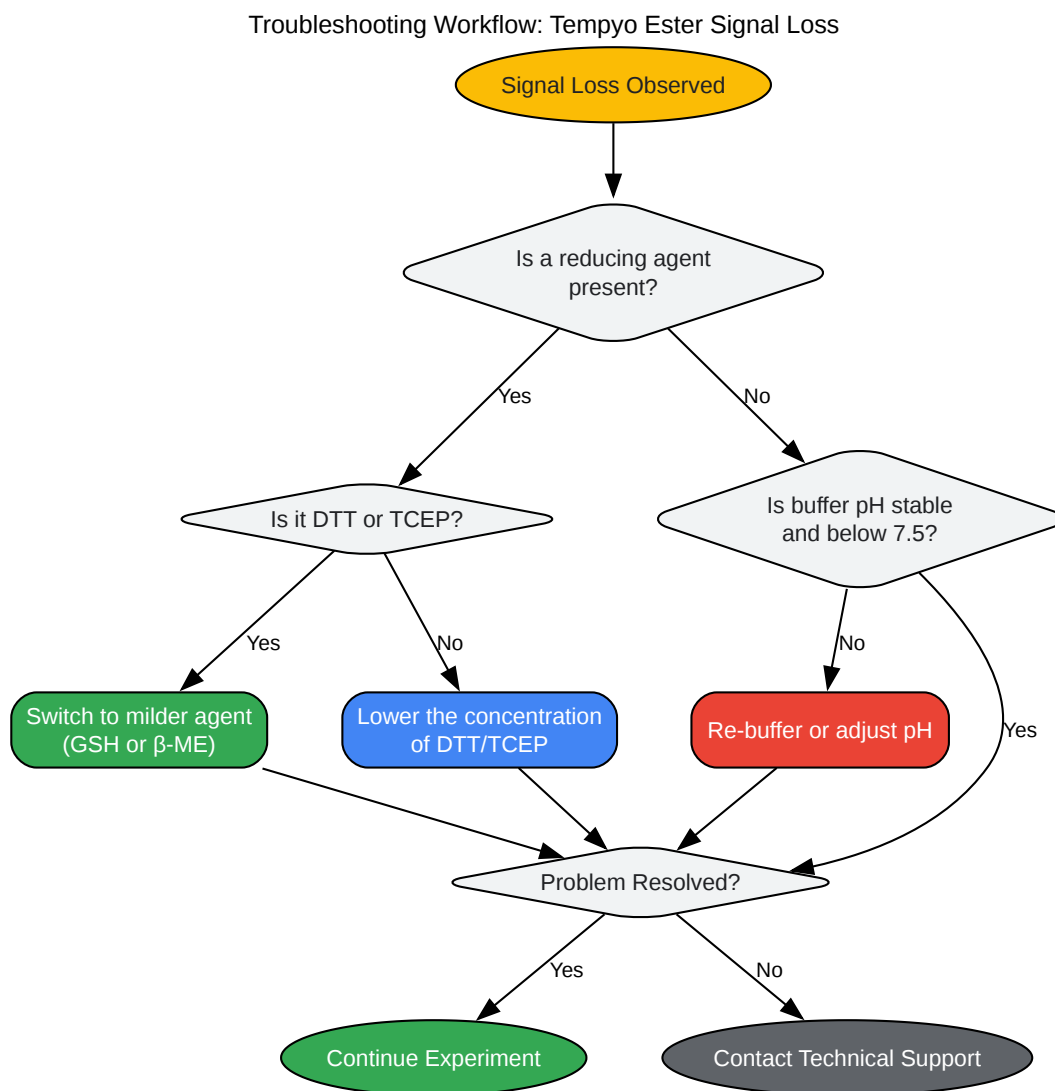 Troubleshooting Workflow: Tempyo Ester Signal Loss
Signal Loss Observed
Is a reducing agent
present?
Yes
No
Is it DTT or TCEP?
Is buffer pH stable
and below 7.5?
Yes
No
No
Yes
Switch to milder agent
(GSH or β-ME)
Lower the concentration
of DTT/TCEP
Re-buffer or adjust pH
Problem Resolved?
Yes
No
Continue Experiment
Contact Technical Support